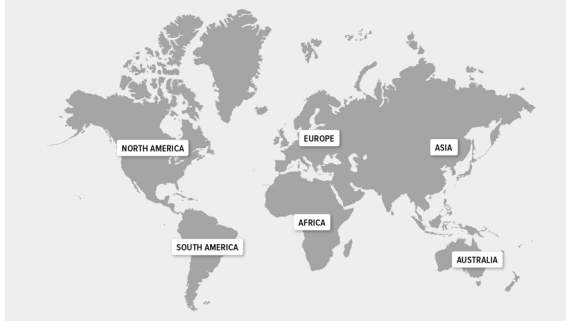 NORTH AMERICA
EUROPE
ASIA
AFRICA
SOUTH AMERICA
AUSTRALIA